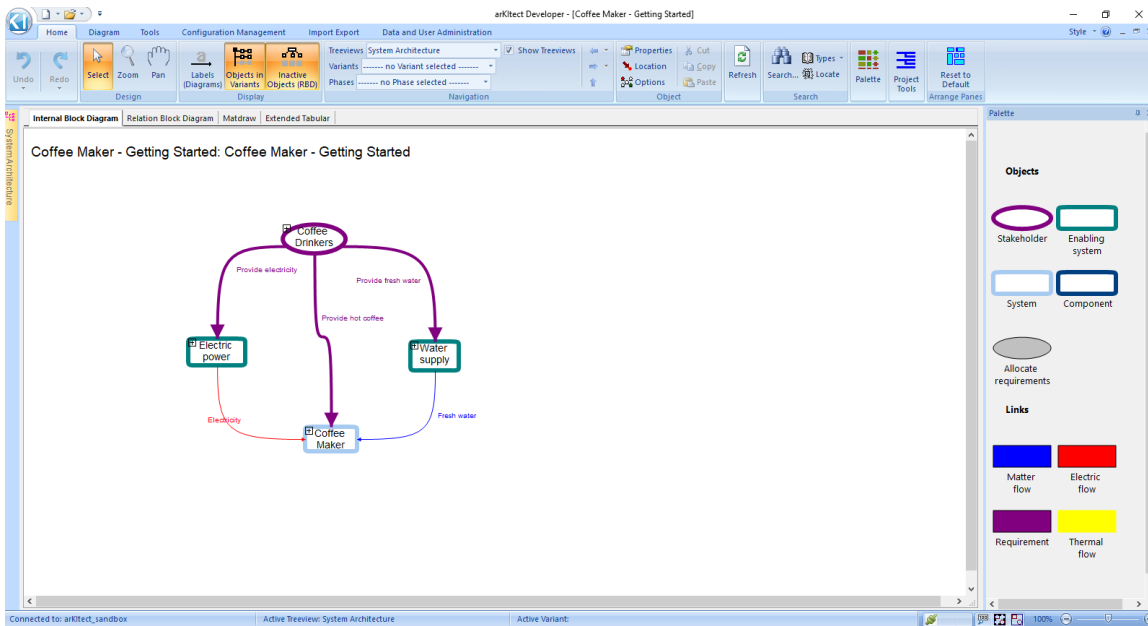 arKItect Developer - [Coffee Maker - Getting Started]
KI
Home Diagram Tools Configuration Management Import Export Data and User Administration Style
Undo Redo Select Zoom Pan
Design
Labels (Diagrams) Objects in Variants Inactive Objects (RBD)
Display
Treeviews System Architecture Show Treeviews
Variants ------- no Variant selected -------
Phases ------- no Phase selected -------
Navigation
Properties Cut
Location Copy
Options Paste
Object
Refresh
Search... Types Locate
Search
Palette
Project Tools
Reset to Default
Arrange Panes
System Architecture
Internal Block Diagram Relation Block Diagram Matdraw Extended Tabular
Coffee Maker - Getting Started: Coffee Maker - Getting Started
Coffee
Drinkers
Provide electricity
Provide fresh water
Provide hot coffee
Electric
power
Water
supply
Electricity
Fresh water
Coffee
Maker
Palette
Objects
Stakeholder Enabling
system
System Component
Allocate
requirements
Links
Matter Electric
flow flow
Requirement Thermal
flow
Connected to: arKItect_sandbox Active Treeview: System Architecture Active Variant: 100%